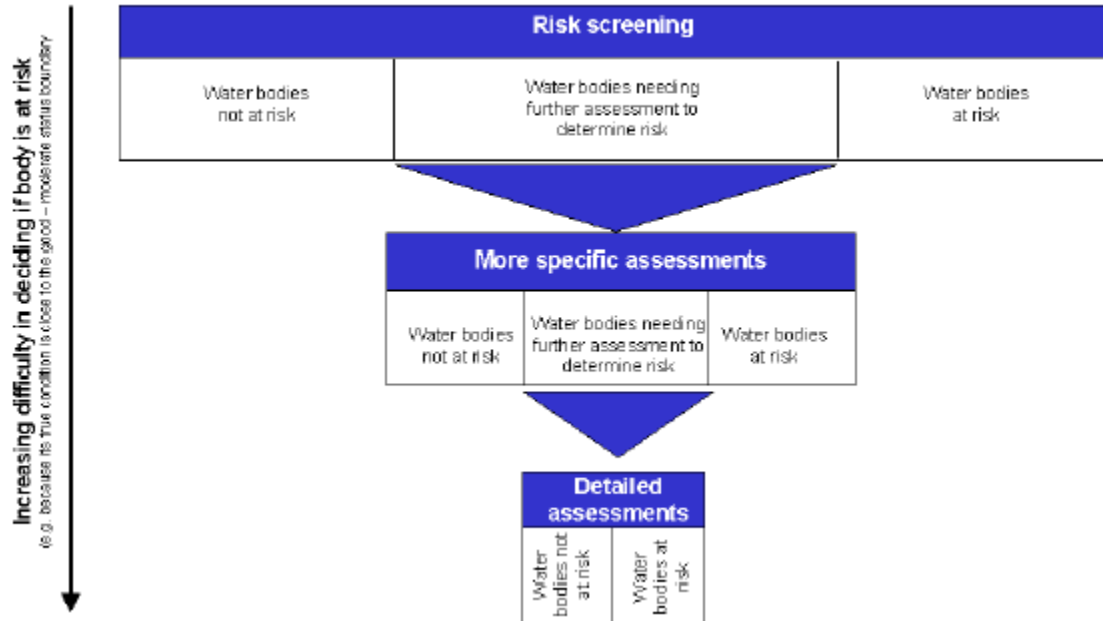 Increasing difficulty in deciding if body is at risk
(e.g. because its true condition is close to the good – moderate status boundary
Risk screening
Water bodies
not at risk
Water bodies needing
further assessment to
determine risk
Water bodies
at risk
More specific assessments
Water bodies
not at risk
Water bodies needing
further assessment to
determine risk
Water bodies
at risk
Detailed
assessments
Water
bodies not
at risk
Water
bodies at
risk